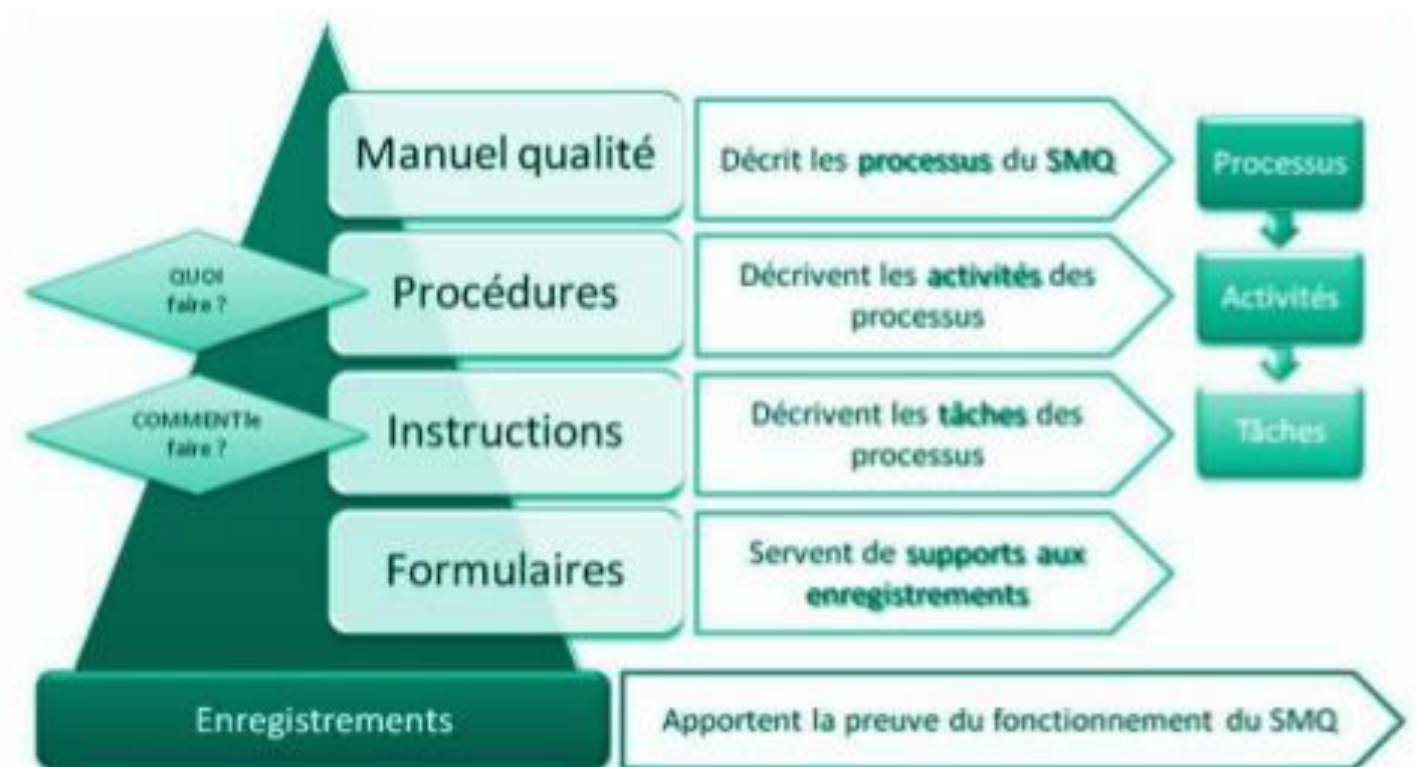 Manuel qualité
Décrit les processus du SMQ
Processus
QUOI
faire ?
Procédures
Décrivent les activités des
processus
Activités
COMMENT le
faire ?
Instructions
Décrivent les tâches des
processus
Tâches
Formulaires
Servent de supports aux
enregistrements
Enregistrements
Apportent la preuve du fonctionnement du SMQ